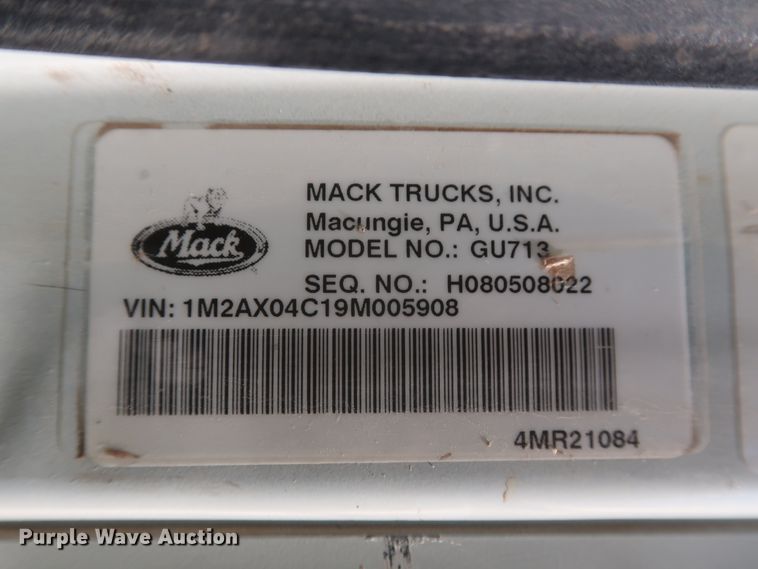 MACK TRUCKS, INC.
Macungie, PA, U.S.A.
MODEL NO.: GU713
Mack
SEQ. NO.: H080508022
VIN: 1M2AX04C19M005908
4MR21084
Purple Wave Auction